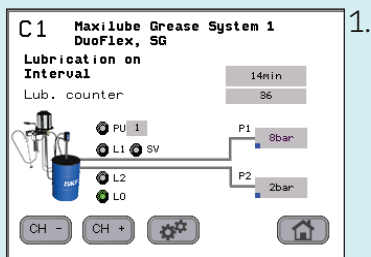 C1 Maxilube Grease System 1
DuoFlex, SG
1.
Lubrication on
Interval 14min
Lub. counter 36
PU 1
L1 SV
P1 8bar
L2
L0
P2 2bar
SKF
CH - CH +